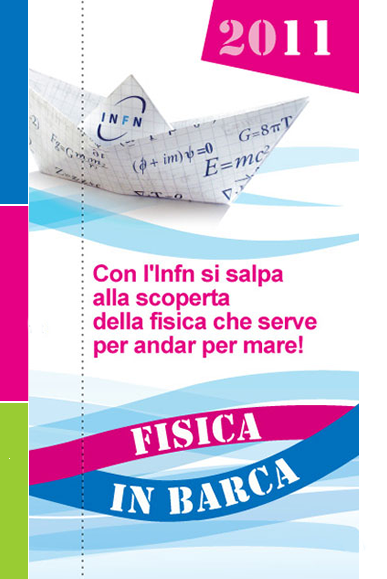 2011
INFN
G=8πT
(∂ + im)ψ=0
E=mc²
Con l'Infn si salpa
alla scoperta
della fisica che serve
per andar per mare!
FISICA
IN BARCA